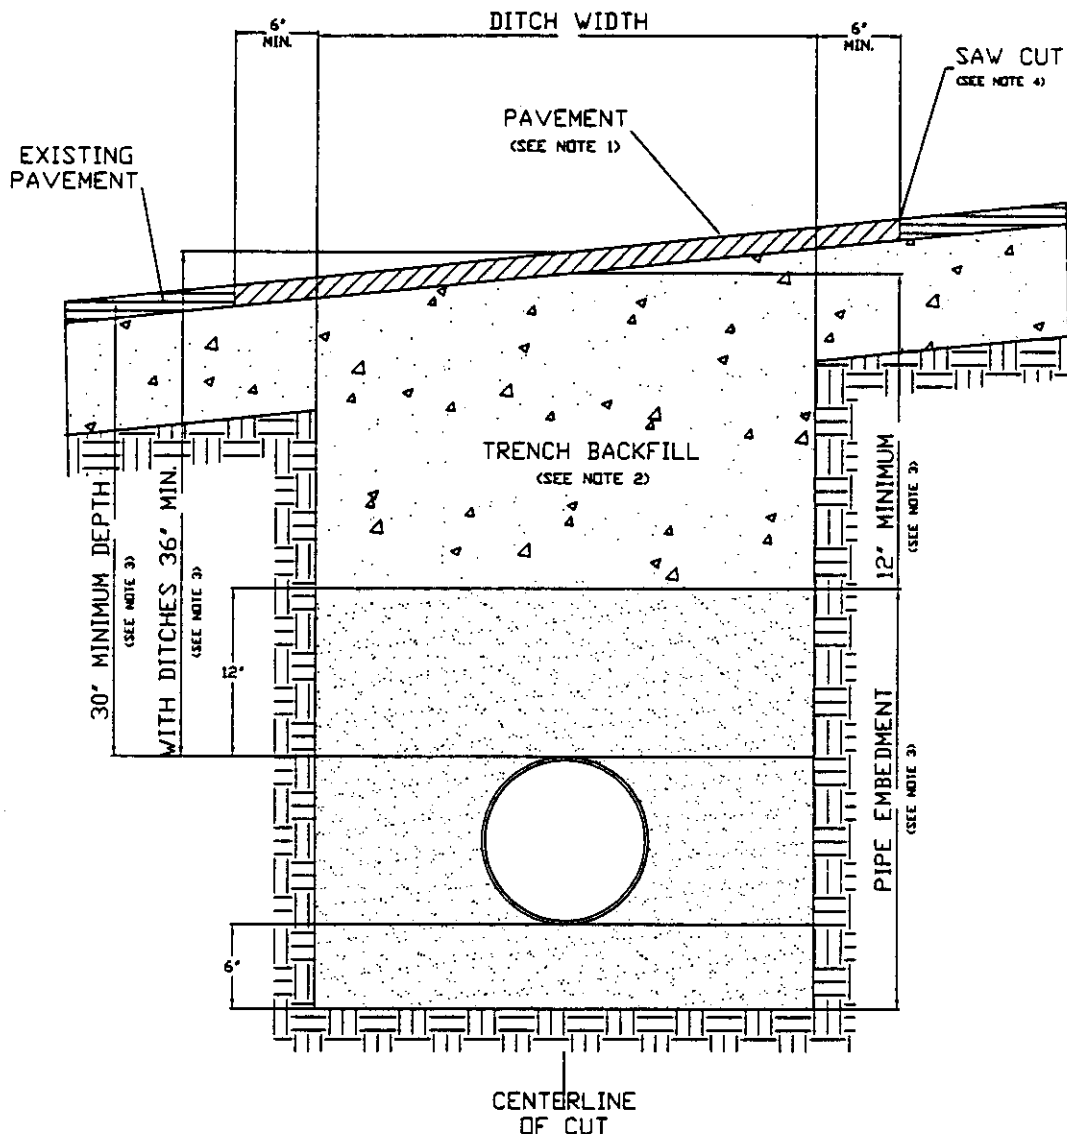 6" MIN.
DITCH WIDTH
6" MIN.
SAW CUT
(SEE NOTE 4)
PAVEMENT
(SEE NOTE 1)
EXISTING
PAVEMENT
TRENCH BACKFILL
(SEE NOTE 2)
30" MINIMUM DEPTH
(SEE NOTE 3)
WITH DITCHES 36" MIN.
(SEE NOTE 3)
12" MINIMUM
(SEE NOTE 3)
12"
PIPE EMBEDMENT
(SEE NOTE 3)
6"
CENTERLINE
OF CUT